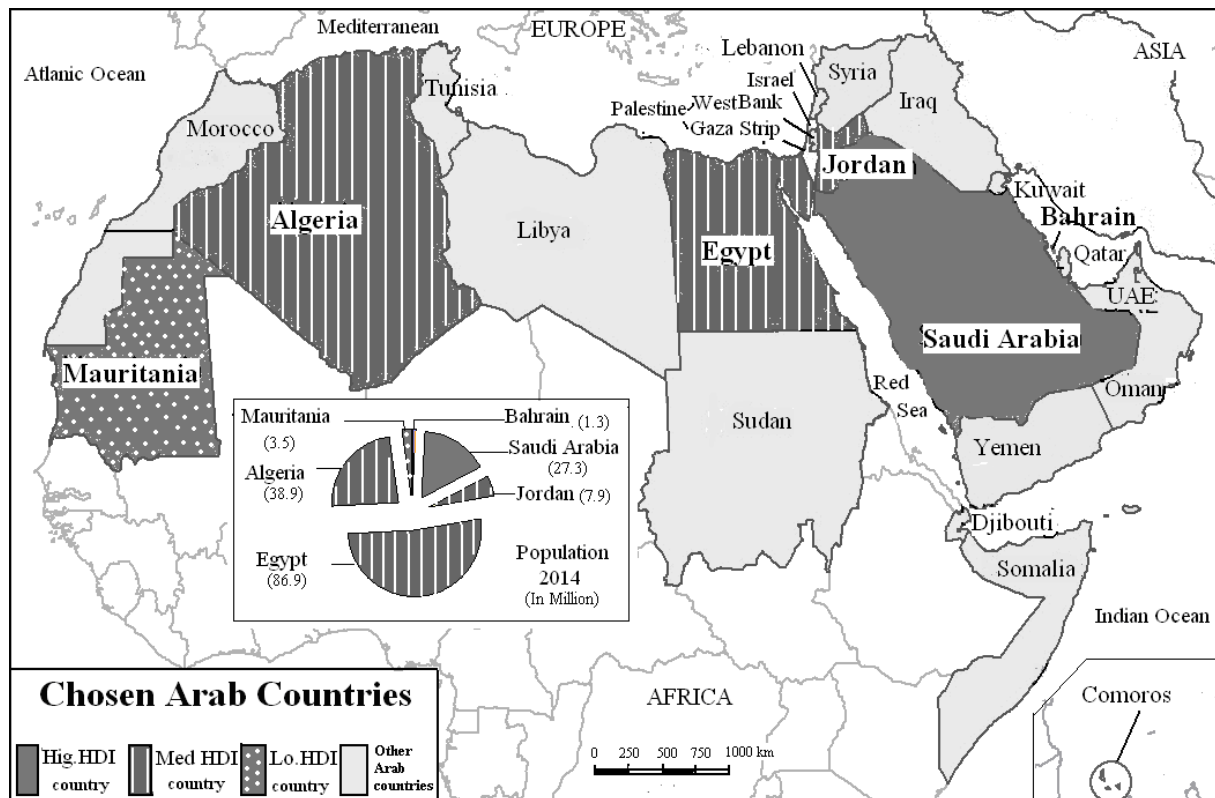 Mediterranean
EUROPE
Lebanon
ASIA
Atlanic Ocean
Israel
Syria
Tunisia
Palestine
WestBank
Iraq
Gaza Strip
Morocco
Jordan
Kuwait
Algeria
Bahrain
Libya
Egypt
Qatar
UAE
Saudi Arabia
Mauritania
Red
Sea
Oman
Sudan
Yemen
Mauritania
(3.5)
Bahrain (1.3)
Saudi Arabia
(27.3)
Algeria
(38.9)
Jordan (7.9)
Egypt
(86.9)
Population
2014
(In Million)
Djibouti
Somalia
Indian Ocean
AFRICA
Comoros
0 250 500 750 1000 km
Chosen Arab Countries
Hig.HDI
country
Med HDI
country
Lo.HDI
country
Other
Arab
countries